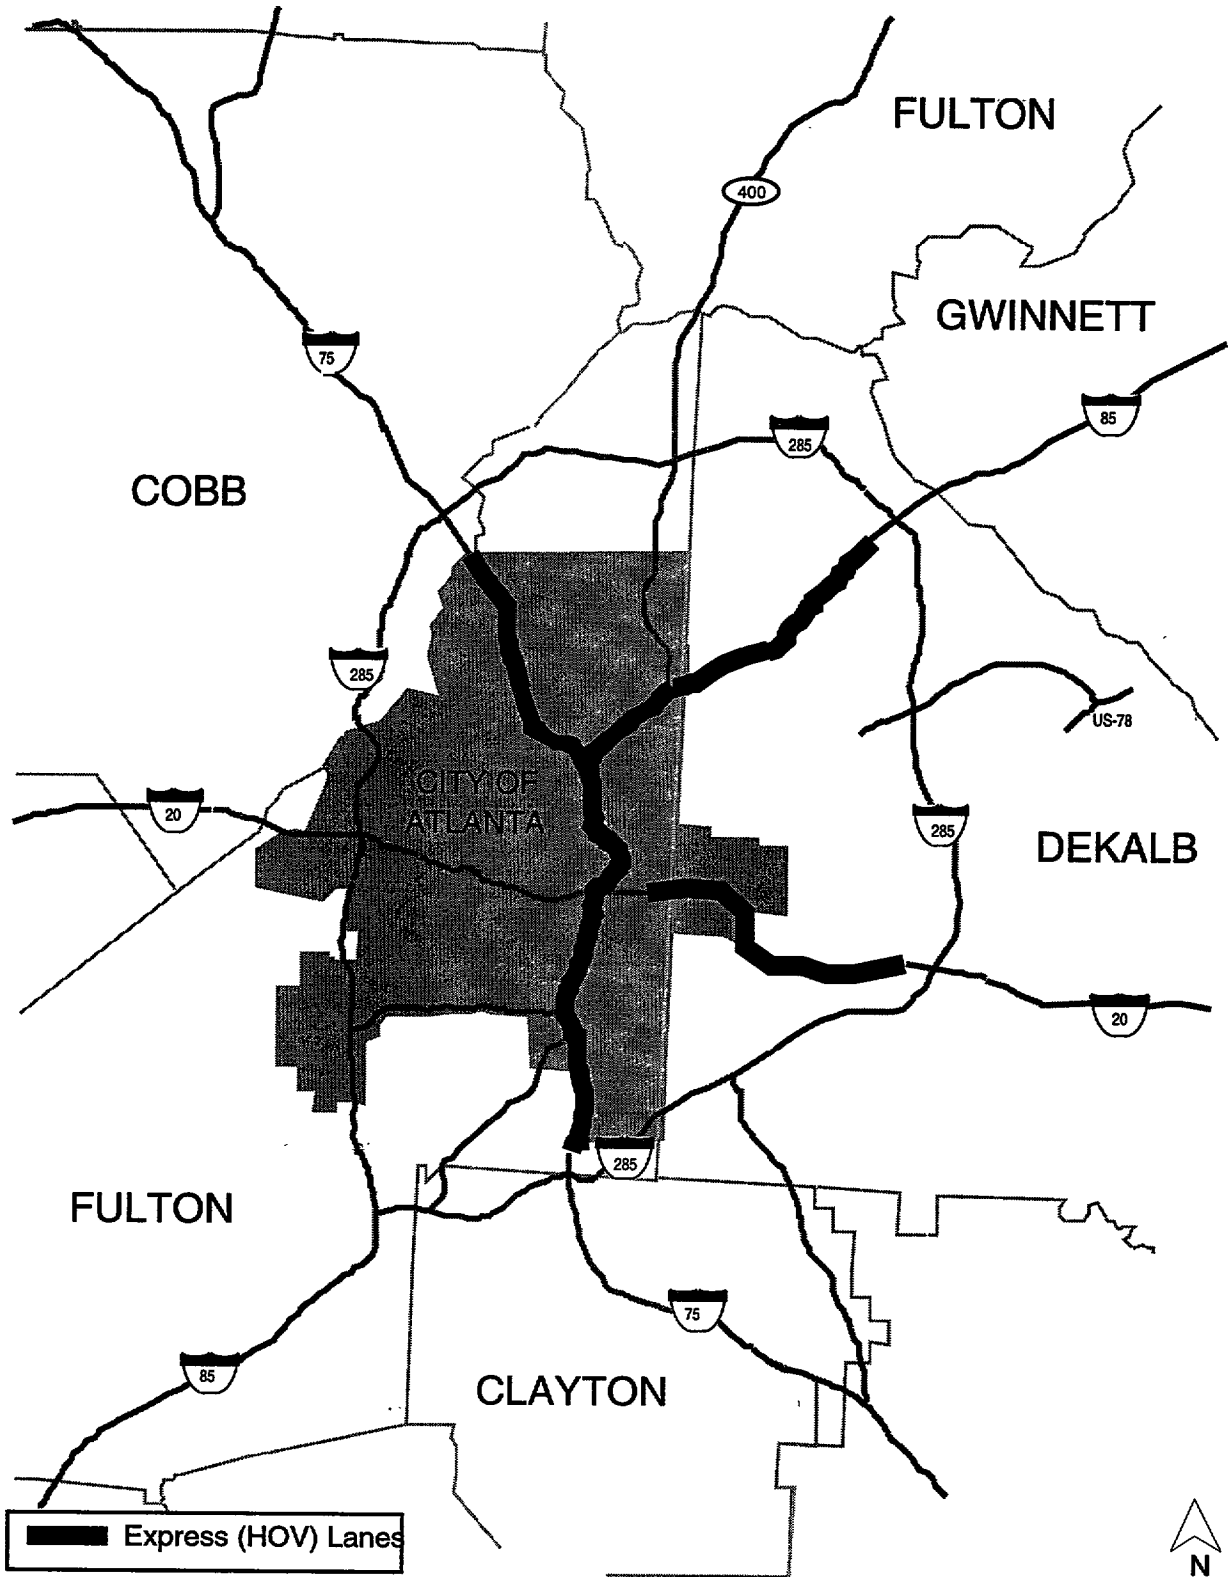 FULTON
400
GWINNETT
75
85
285
COBB
285
US-78
CITY OF
ATLANTA
20
285
DEKALB
20
285
FULTON
75
85
CLAYTON
Express (HOV) Lanes
N